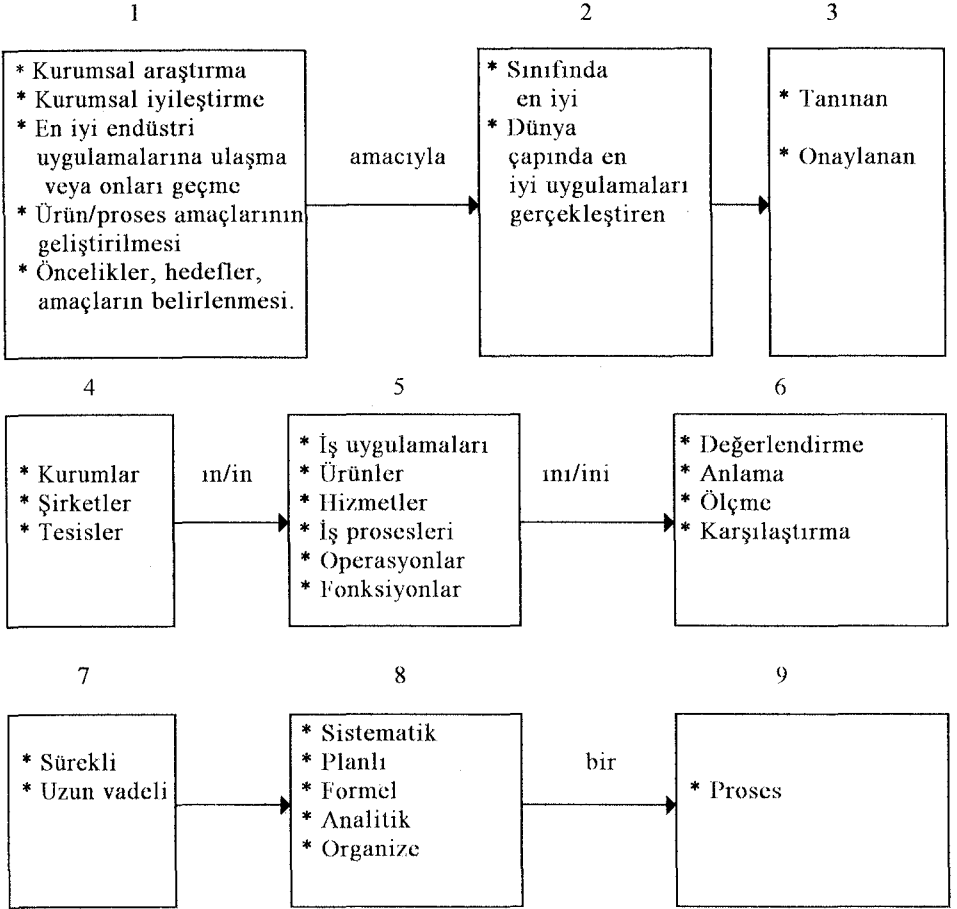 1
* Kurumsal araştırma
* Kurumsal iyileştirme
* En iyi endüstri
uygulamalarına ulaşma
veya onları geçme
* Ürün/proses amaçlarının
geliştirilmesi
* Öncelikler, hedefler,
amaçların belirlenmesi.
amacıyla
2
* Sınıfında
en iyi
* Dünya
çapında en
iyi uygulamaları
gerçekleştiren
3
* Tanınan
* Onaylanan
4
* Kurumlar
* Şirketler
* Tesisler
ın/in
5
* İş uygulamaları
* Ürünler
* Hizmetler
* İş prosesleri
* Operasyonlar
* Fonksiyonlar
ını/ini
6
* Değerlendirme
* Anlama
* Ölçme
* Karşılaştırma
7
* Sürekli
* Uzun vadeli
8
* Sistematik
* Planlı
* Formel
* Analitik
* Organize
bir
9
* Proses